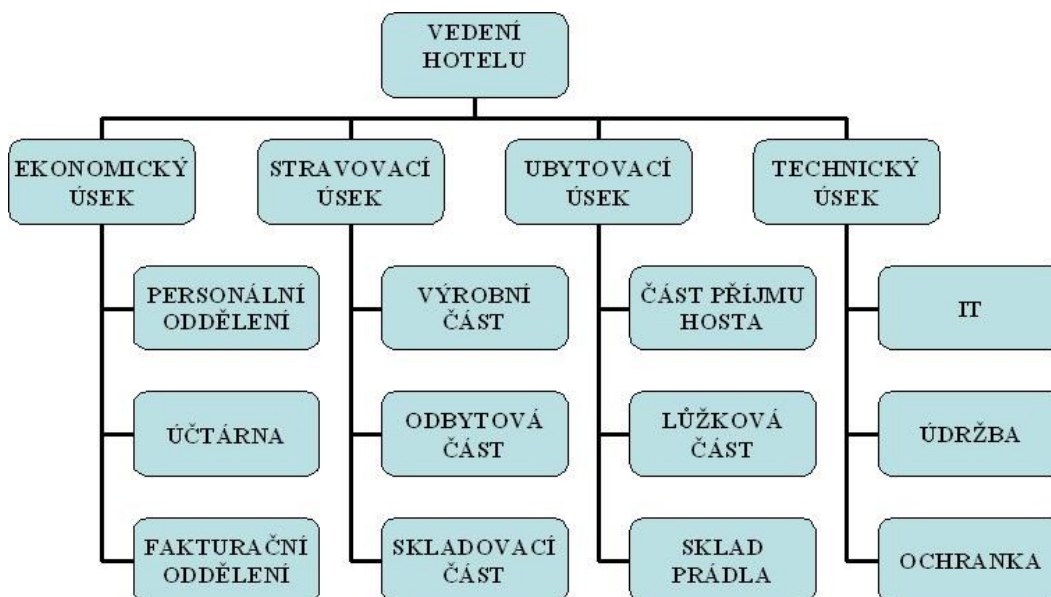 VEDENÍ
HOTELU
EKONOMICKÝ
ÚSEK
STRAVOVACÍ
ÚSEK
UBYTOVACÍ
ÚSEK
TECHNICKÝ
ÚSEK
PERSONÁLNÍ
ODDĚLENÍ
VÝROBNÍ
ČÁST
ČÁST PŘÍJMU
HOSTA
IT
ÚČTÁRNA
ODBYTOVÁ
ČÁST
LŮŽKOVÁ
ČÁST
ÚDRŽBA
FAKTURAČNÍ
ODDĚLENÍ
SKLADOVACÍ
ČÁST
SKLAD
PRÁDLA
OCHRANKA